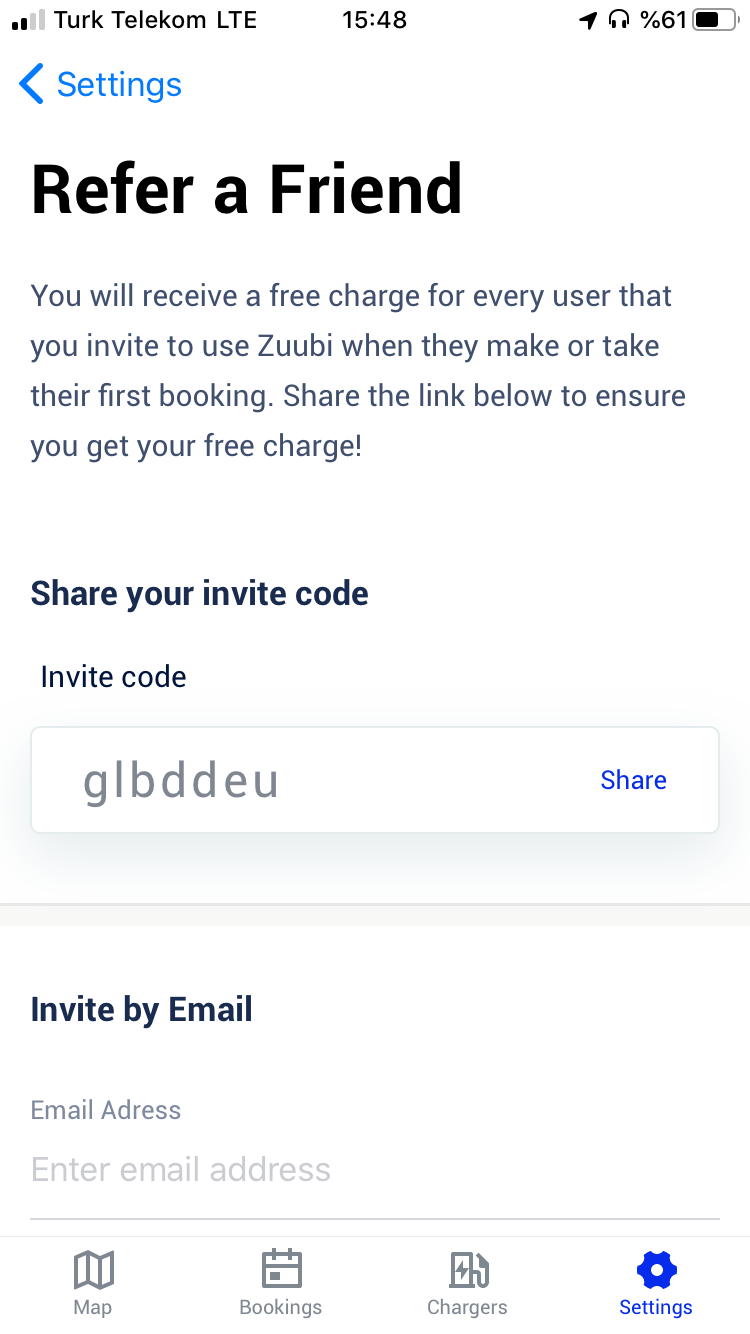 Turk Telekom LTE 15:48 %61
Settings
Refer a Friend
You will receive a free charge for every user that
you invite to use Zuubi when they make or take
their first booking. Share the link below to ensure
you get your free charge!
Share your invite code
Invite code
glbddeu Share
Invite by Email
Email Adress
Enter email address
Map Bookings Chargers Settings